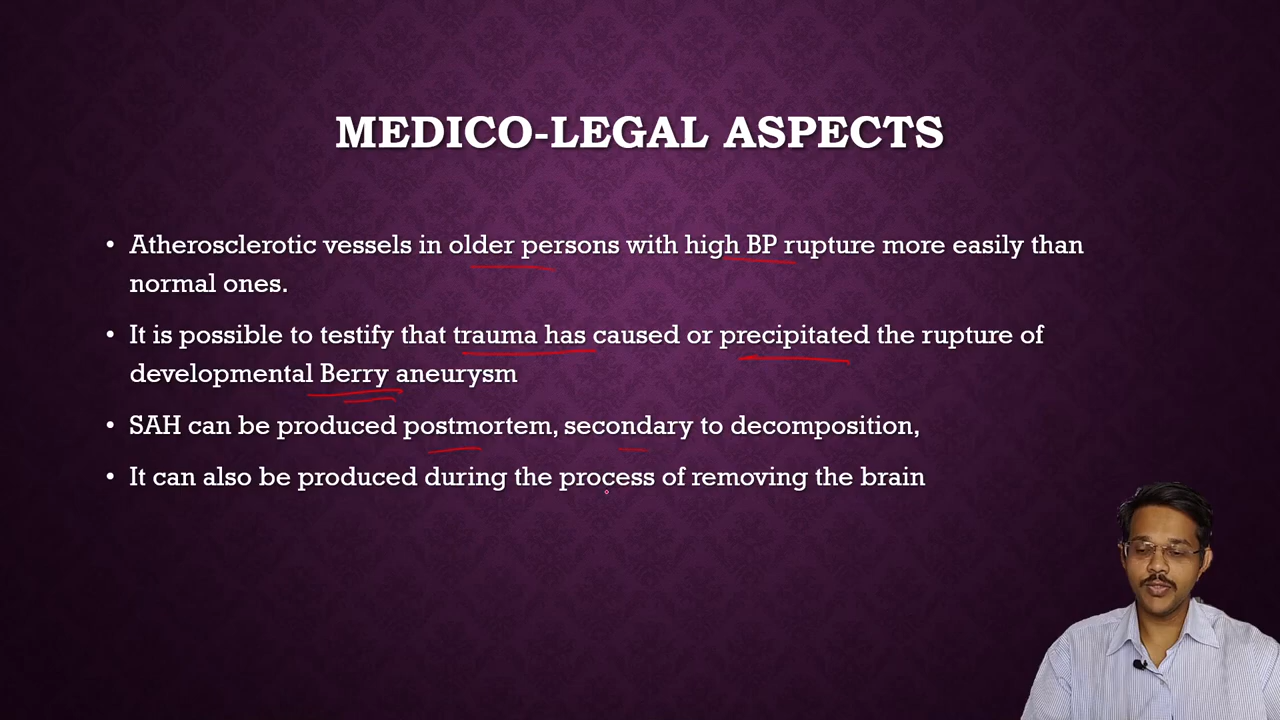 MEDICO-LEGAL ASPECTS
• Atherosclerotic vessels in older persons with high BP rupture more easily than
normal ones.
• It is possible to testify that trauma has caused or precipitated the rupture of
developmental Berry aneurysm
• SAH can be produced postmortem, secondary to decomposition,
• It can also be produced during the process of removing the brain